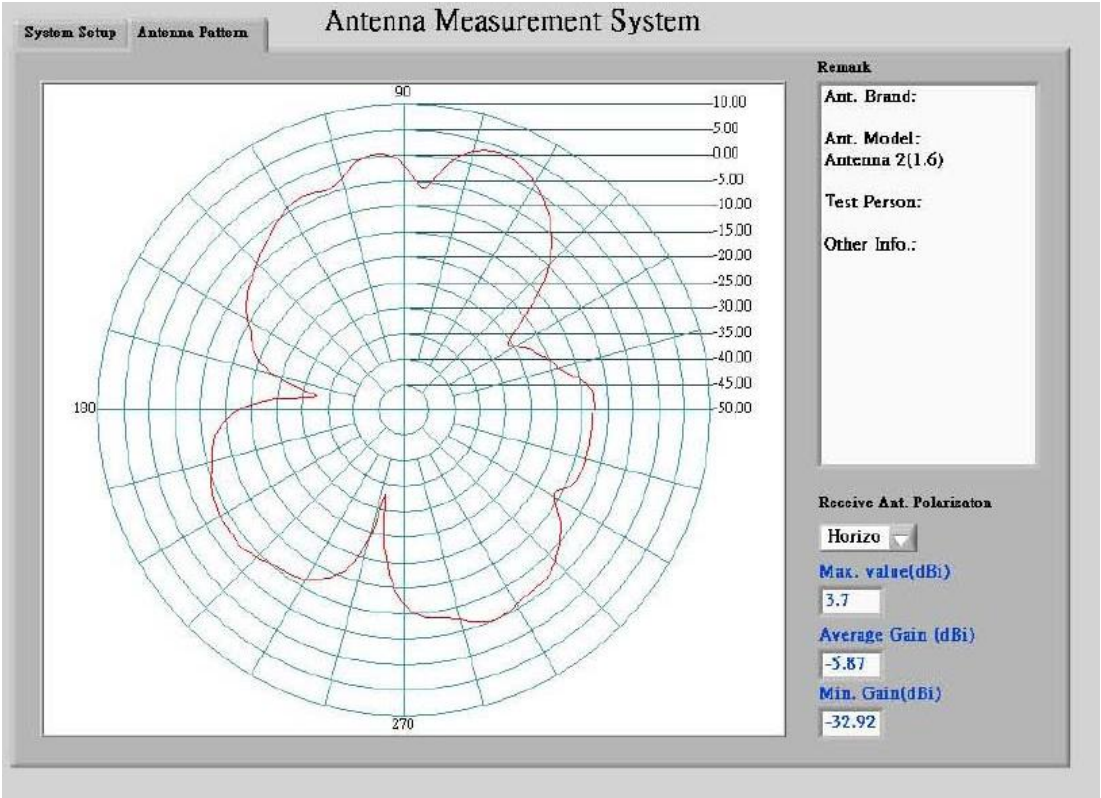 Antenna Measurement System
System Setup
Antenna Pattern
90
10.00
5.00
0.00
-5.00
-10.00
-15.00
-20.00
-25.00
-30.00
-35.00
-40.00
-45.00
-50.00
180
270
Remark
Ant. Brand:
Ant. Model:
Antenna 2(1.6)
Test Person:
Other Info.:
Receive Ant. Polarizaton
Horizo
Max. value(dBi)
3.7
Average Gain (dBi)
-5.87
Min. Gain(dBi)
-32.92